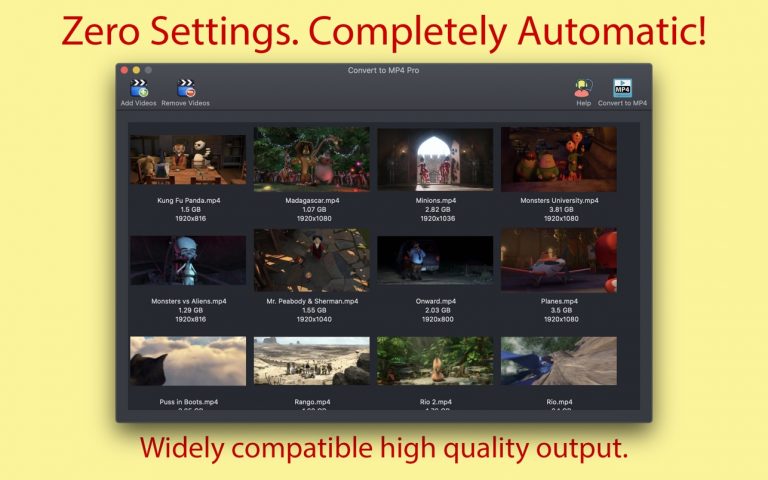 Zero Settings. Completely Automatic!
Convert to MP4 Pro
Add Videos Remove Videos
MP4
Help Convert to MP4
Kung Fu Panda.mp4 Madagascar.mp4 Minions.mp4 Monsters University.mp4
1.5 GB 1.07 GB 2.82 GB 3.81 GB
1920x816 1920x1080 1920x1036 1920x1080
Monsters vs Aliens.mp4 Mr. Peabody & Sherman.mp4 Onward.mp4 Planes.mp4
1.29 GB 1.55 GB 2.03 GB 3.5 GB
1920x816 1920x1040 1920x800 1920x1080
Puss in Boots.mp4 Rango.mp4 Rio 2.mp4 Rio.mp4
Widely compatible high quality output.